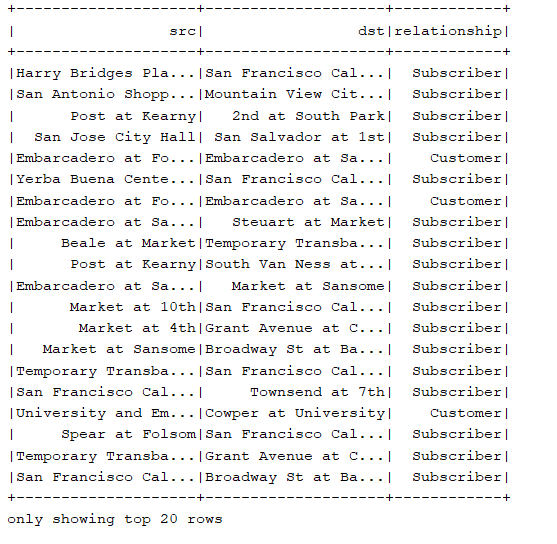 +--------------------+--------------------+------------+
|                 src|                 dst|relationship|
+--------------------+--------------------+------------+
|Harry Bridges Pla...|San Francisco Cal...|  Subscriber|
|San Antonio Shopp...|Mountain View Cit...|  Subscriber|
|      Post at Kearny|   2nd at South Park|  Subscriber|
|  San Jose City Hall| San Salvador at 1st|  Subscriber|
|Embarcadero at Fo...|Embarcadero at Sa...|    Customer|
|Yerba Buena Cente...|San Francisco Cal...|  Subscriber|
|Embarcadero at Fo...|Embarcadero at Sa...|    Customer|
|Embarcadero at Sa...|   Steuart at Market|  Subscriber|
|     Beale at Market|Temporary Transba...|  Subscriber|
|      Post at Kearny|South Van Ness at...|  Subscriber|
|Embarcadero at Sa...|   Market at Sansome|  Subscriber|
|      Market at 10th|San Francisco Cal...|  Subscriber|
|       Market at 4th|Grant Avenue at C...|  Subscriber|
|   Market at Sansome|Broadway St at Ba...|  Subscriber|
|Temporary Transba...|San Francisco Cal...|  Subscriber|
|San Francisco Cal...|     Townsend at 7th|  Subscriber|
|University and Em...|Cowper at University|    Customer|
|     Spear at Folsom|San Francisco Cal...|  Subscriber|
|Temporary Transba...|Grant Avenue at C...|  Subscriber|
|San Francisco Cal...|Broadway St at Ba...|  Subscriber|
+--------------------+--------------------+------------+
only showing top 20 rows